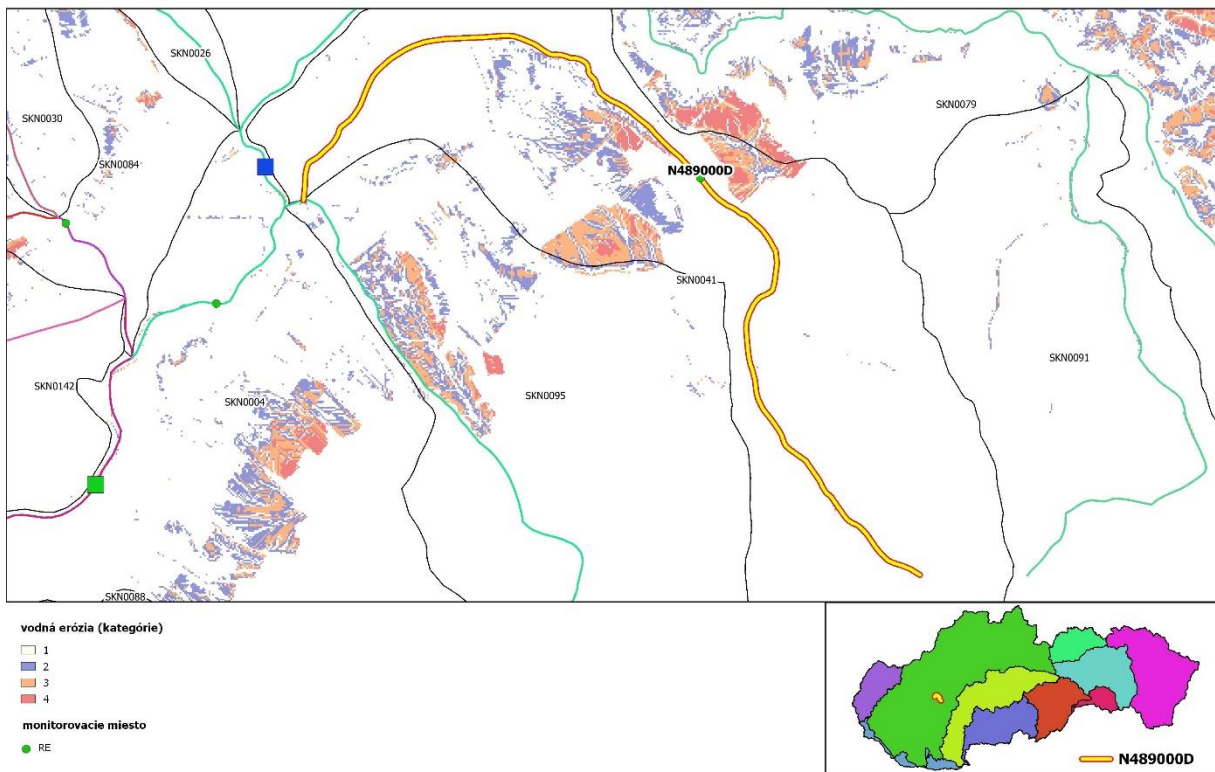 SKN0026
SKN0030
SKN0079
SKN0084
N489000D
SKN0041
SKN0091
SKN0142
SKN0004
SKN0095
SKN0088
vodná erózia (kategórie)
1
2
3
4
monitorovacie miesto
RE
N489000D